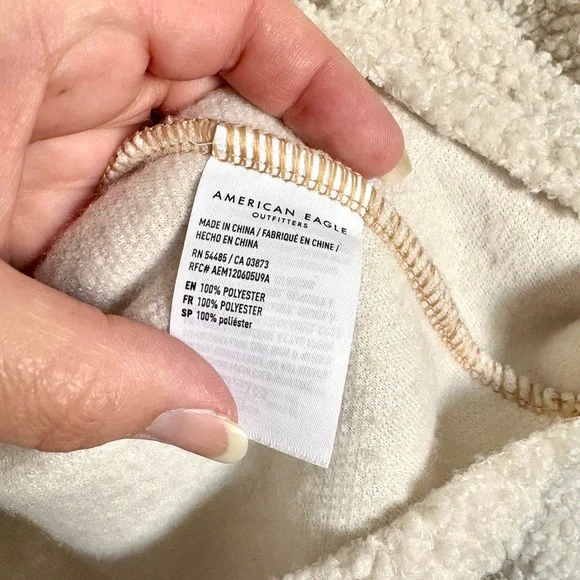 AMERICAN EAGLE
OUTFITTERS
MADE IN CHINA / FABRIQUÉ EN CHINE /
HECHO EN CHINA
RN 54485 / CA 03873
RFC# AEM120605U9A
EN 100% POLYESTER
FR 100% POLYESTER
SP 100% poliéster